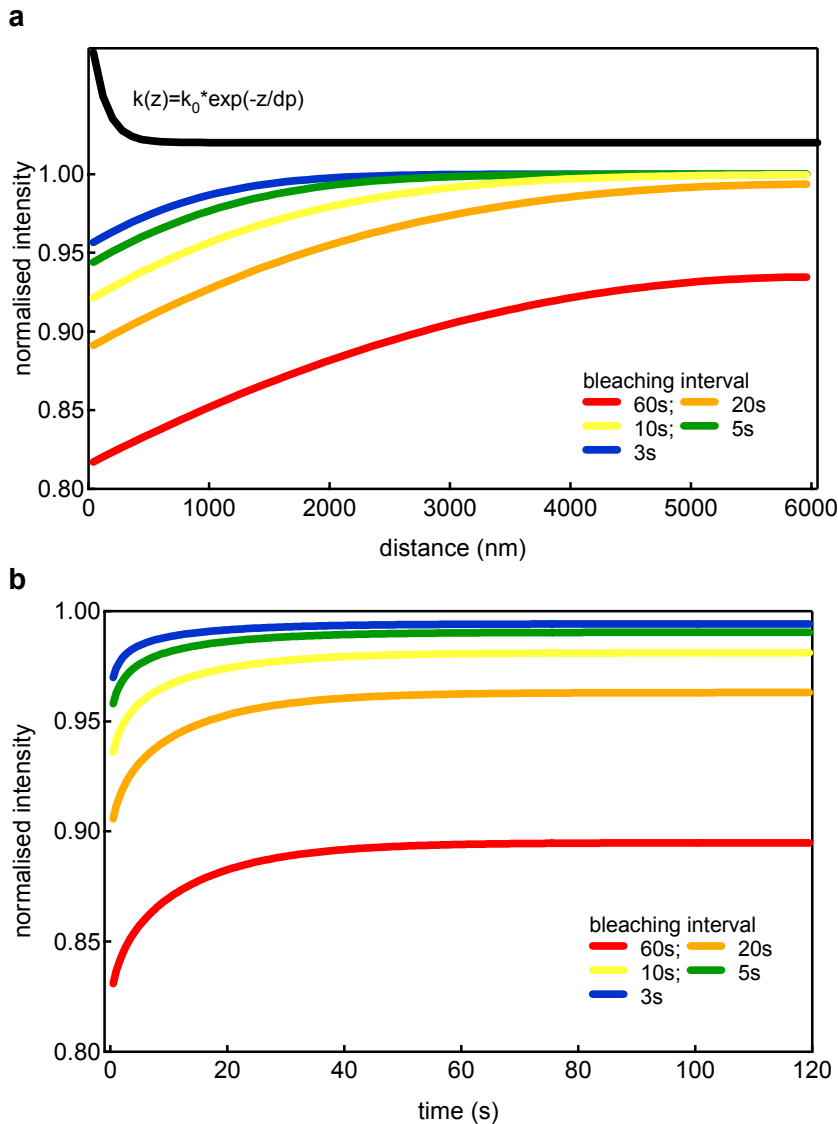 a
k(z)=k0*exp(-z/dp)
1.00
0.95
0.90
0.85
0.80
normalised intensity
bleaching interval
60s; 20s
10s; 5s
3s
0 1000 2000 3000 4000 5000 6000
distance (nm)
b
1.00
0.95
0.90
0.85
0.80
normalised intensity
bleaching interval
60s; 20s
10s; 5s
3s
0 20 40 60 80 100 120
time (s)